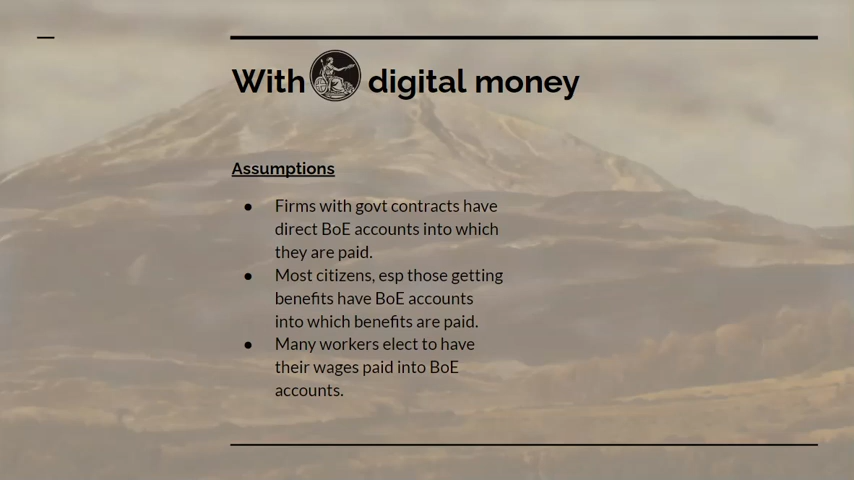 With digital money
Assumptions
● Firms with govt contracts have
direct BoE accounts into which
they are paid.
● Most citizens, esp those getting
benefits have BoE accounts
into which benefits are paid.
● Many workers elect to have
their wages paid into BoE
accounts.